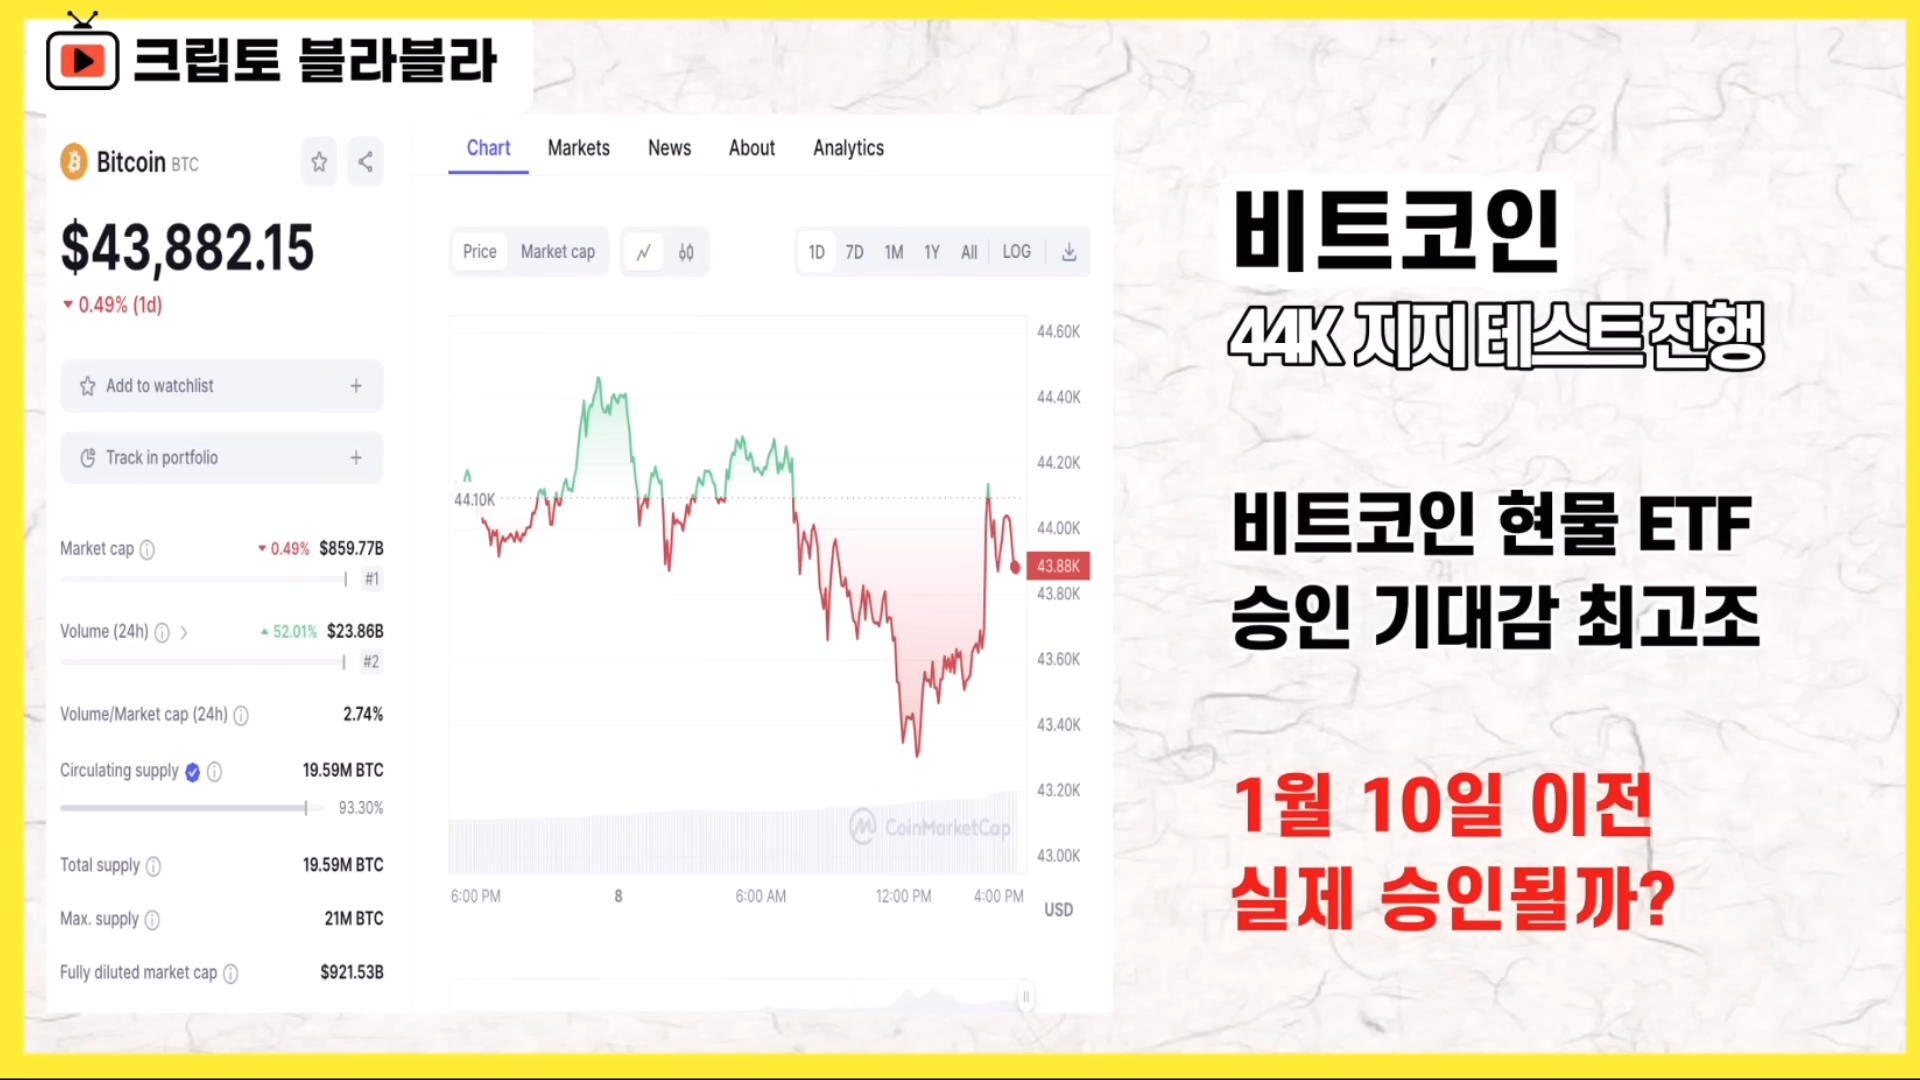 크립토 블라블라
Bitcoin BTC
$43,882.15
0.49% (1d)
Add to watchlist +
Track in portfolio +
Market cap 0.49% $859.77B
#1
Volume (24h) 52.01% $23.86B
#2
Volume/Market cap (24h) 2.74%
Circulating supply 19.59M BTC
93.30%
Total supply 19.59M BTC
Max. supply 21M BTC
Fully diluted market cap $921.53B
Chart Markets News About Analytics
Price Market cap 1D 7D 1M 1Y All LOG
44.60K
44.40K
44.20K
44.10K
44.00K
43.88K
43.80K
43.60K
43.40K
43.20K
CoinMarketCap
43.00K
6:00 PM 8 6:00 AM 12:00 PM 4:00 PM USD
비트코인
44K 지지 테스트 진행
비트코인 현물 ETF
승인 기대감 최고조
1월 10일 이전
실제 승인될까?